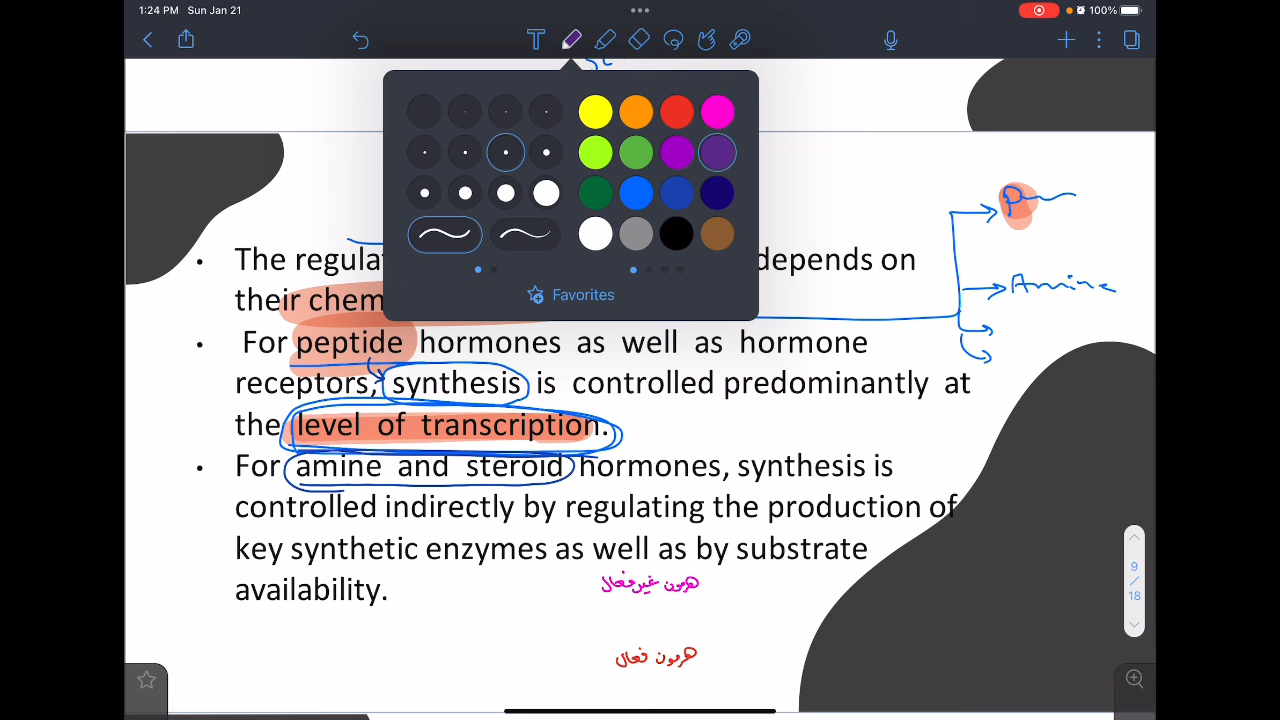 1:24 PM Sun Jan 21
100%
T
Favorites
• The regula depends on
their chem
• For peptide hormones as well as hormone
receptors, synthesis is controlled predominantly at
the level of transcription.
• For amine and steroid hormones, synthesis is
controlled indirectly by regulating the production of
key synthetic enzymes as well as by substrate
availability.
Amine
هرمون غير فعال
هرمون فعال
9
/
18